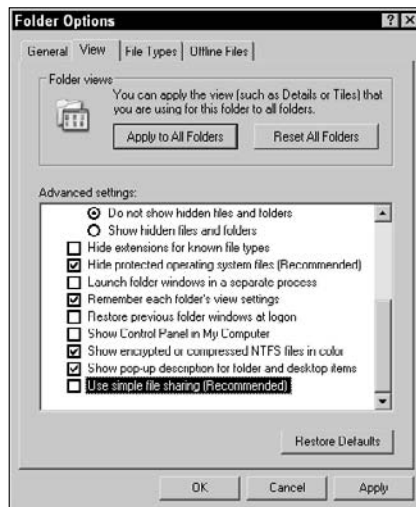 Folder Options
General View File Types Offline Files
Folder views
You can apply the view (such as Details or Tiles) that
you are using for this folder to all folders.
Apply to All Folders Reset All Folders
Advanced settings:
Do not show hidden files and folders
Show hidden files and folders
Hide extensions for known file types
Hide protected operating system files (Recommended)
Launch folder windows in a separate process
Remember each folder's view settings
Restore previous folder windows at logon
Show Control Panel in My Computer
Show encrypted or compressed NTFS files in color
Show pop-up description for folder and desktop items
Use simple file sharing (Recommended)
Restore Defaults
OK Cancel Apply